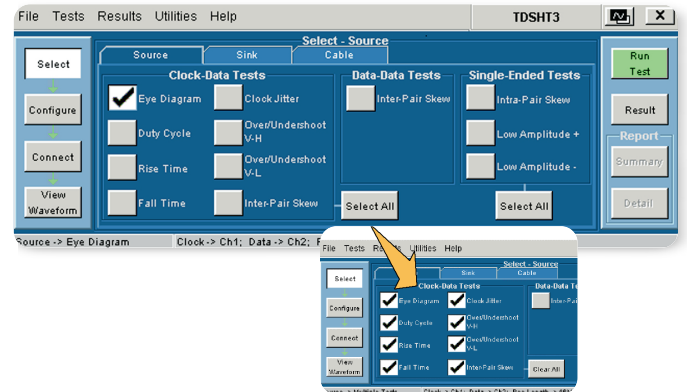 File Tests Results Utilities Help TDSHT3 X
Select - Source
Source Sink Cable
Select
Configure
Connect
View
Waveform
Clock-Data Tests
Eye Diagram Clock Jitter
Duty Cycle Over/Undershoot
V-H
Rise Time Over/Undershoot
V-L
Fall Time Inter-Pair Skew
Select All
Data-Data Tests
Inter-Pair Skew
Single-Ended Tests
Intra-Pair Skew
Low Amplitude +
Low Amplitude -
Select All
Run
Test
Result
Report
Summary
Detail
Source -> Eye Diagram Clock -> Ch1; Data -> Ch2;
File Tests Utilities Help
Select - Source
Sink Cable
Select
Configure
Connect
View
Waveform
Clock-Data Tests
Eye Diagram Clock Jitter
Duty Cycle Over/Undershoot
V-H
Rise Time Over/Undershoot
V-L
Fall Time Inter-Pair Skew
Clear All
Data-Data
Inter-Pai